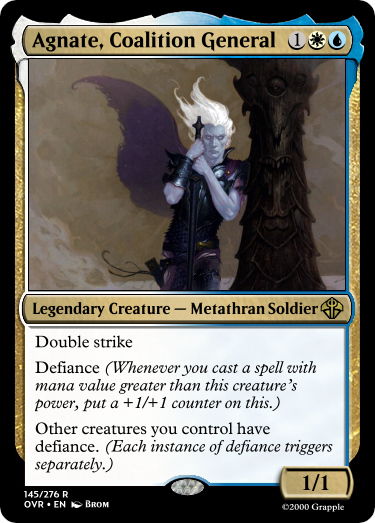 Agnate, Coalition General 1
Legendary Creature — Metathran Soldier
Double strike
Defiance (Whenever you cast a spell with
mana value greater than this creature's
power, put a +1/+1 counter on this.)
Other creatures you control have
defiance. (Each instance of defiance triggers
separately.)
1/1
145/276 R
OVR • EN Brom
©2000 Grapple